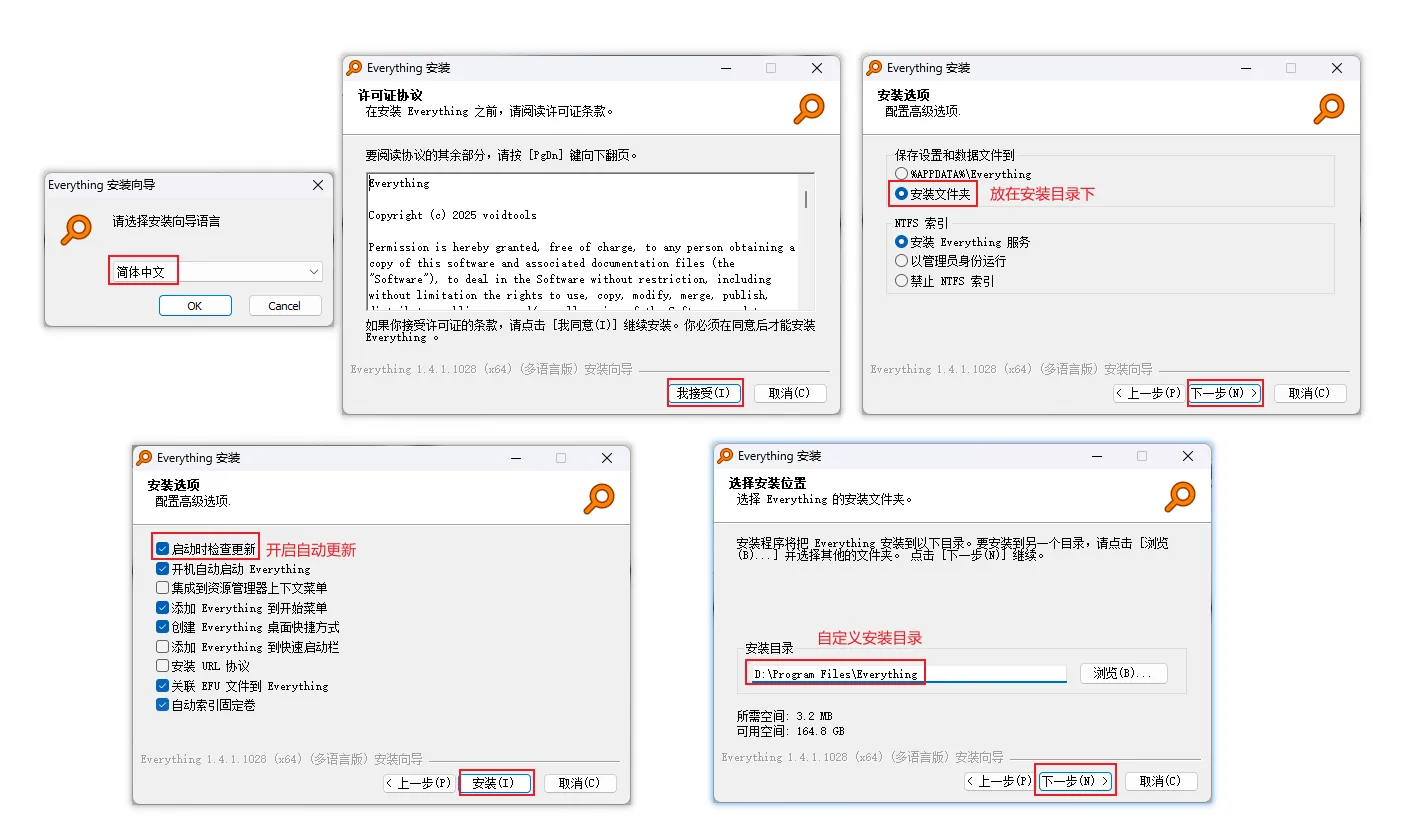 Everything 安装向导
请选择安装向导语言
简体中文
OK
Cancel
Everything 安装
许可证协议
在安装 Everything 之前，请阅读许可证条款。
要阅读协议的其余部分，请按 [PgDn] 键向下翻页。
Everything
Copyright (c) 2025 voidtools
Permission is hereby granted, free of charge, to any person obtaining a
copy of this software and associated documentation files (the
"Software"), to deal in the Software without restriction, including
without limitation the rights to use, copy, modify, merge, publish,
如果你接受许可证的条款，请点击 [我同意(I)] 继续安装。你必须在同意后才能安装
Everything 。
Everything 1.4.1.1028 (x64) (多语言版) 安装向导
我接受(I)
取消(C)
Everything 安装
安装选项
配置高级选项.
保存设置和数据文件到
%APPDATA%\Everything
安装文件夹
放在安装目录下
NTFS 索引
安装 Everything 服务
以管理员身份运行
禁止 NTFS 索引
Everything 1.4.1.1028 (x64) (多语言版) 安装向导
< 上一步(P)
下一步(N) >
取消(C)
Everything 安装
安装选项
配置高级选项.
启动时检查更新
开启自动更新
开机自动启动 Everything
集成到资源管理器上下文菜单
添加 Everything 到开始菜单
创建 Everything 桌面快捷方式
添加 Everything 到快速启动栏
安装 URL 协议
关联 EFU 文件到 Everything
自动索引固定卷
Everything 1.4.1.1028 (x64) (多语言版) 安装向导
< 上一步(P)
安装(I)
取消(C)
Everything 安装
选择安装位置
选择 Everything 的安装文件夹。
安装程序将把 Everything 安装到以下目录。要安装到另一个目录，请点击 [浏览
(B)...] 并选择其他的文件夹。 点击 [下一步(N)] 继续。
自定义安装目录
安装目录
D:\Program Files\Everything
浏览(B)...
所需空间: 3.2 MB
可用空间: 164.8 GB
Everything 1.4.1.1028 (x64) (多语言版) 安装向导
< 上一步(P)
下一步(N) >
取消(C)